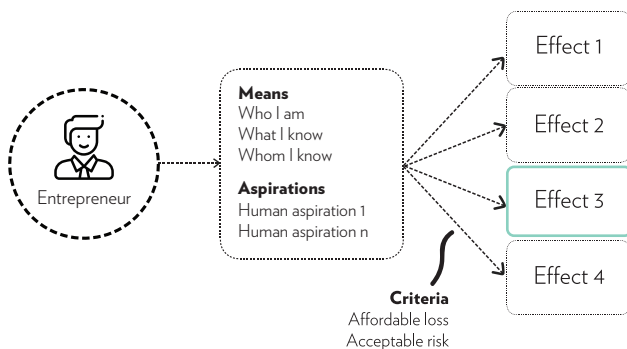 Entrepreneur
Means
Who I am
What I know
Whom I know
Aspirations
Human aspiration 1
Human aspiration n
Effect 1
Effect 2
Effect 3
Effect 4
Criteria
Affordable loss
Acceptable risk